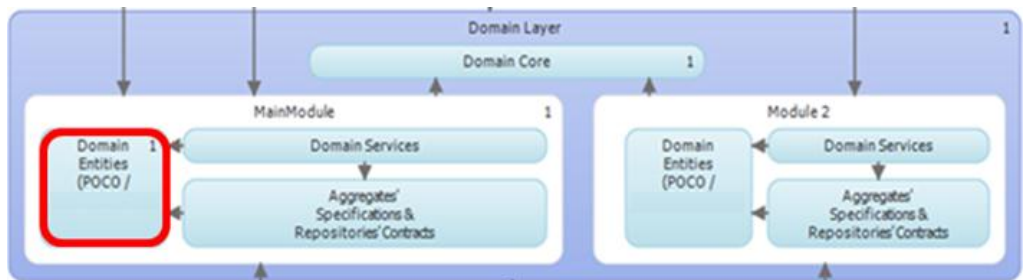 Domain Layer 1
Domain Core 1
MainModule 1
Domain 1
Entities
(POCO /
Domain Services
Aggregates'
Specifications &
Repositories'Contracts
Module 2
Domain
Entities
(POCO /
Domain Services
Aggregates'
Specifications &
Repositories'Contracts